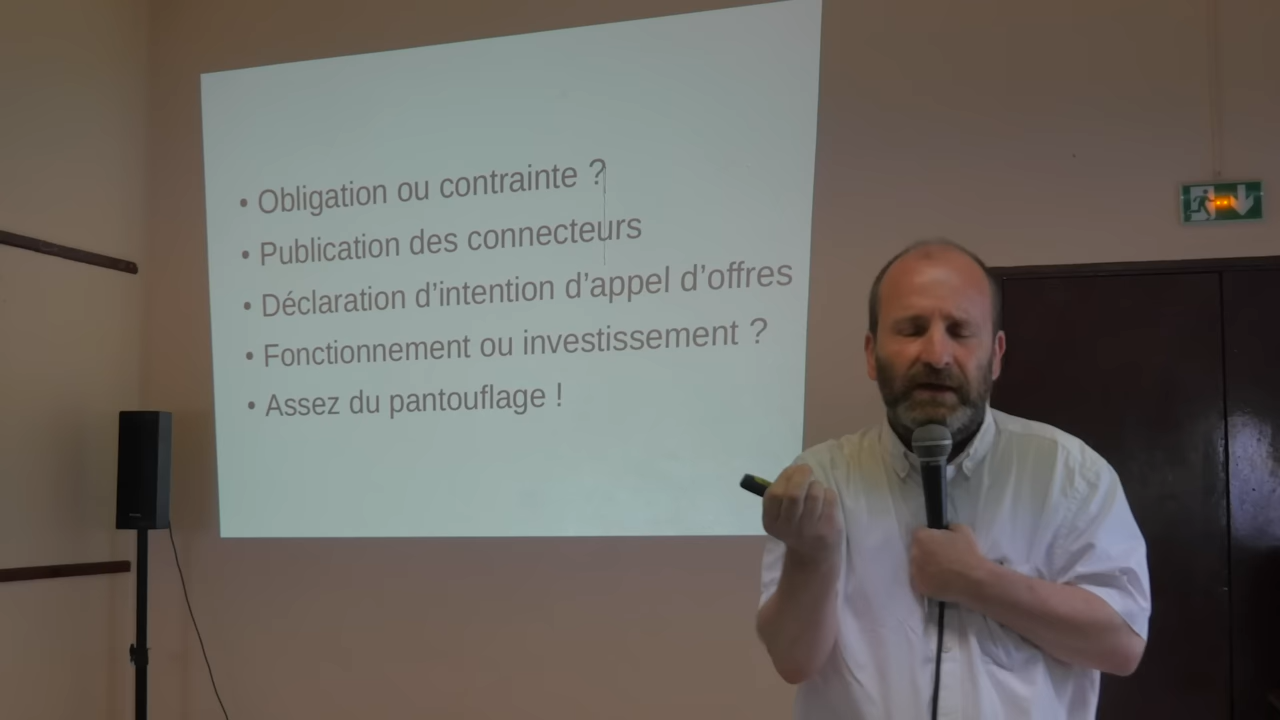 • Obligation ou contrainte ?
• Publication des connecteurs
• Déclaration d’intention d’appel d’offres
• Fonctionnement ou investissement ?
• Assez du pantouflage !